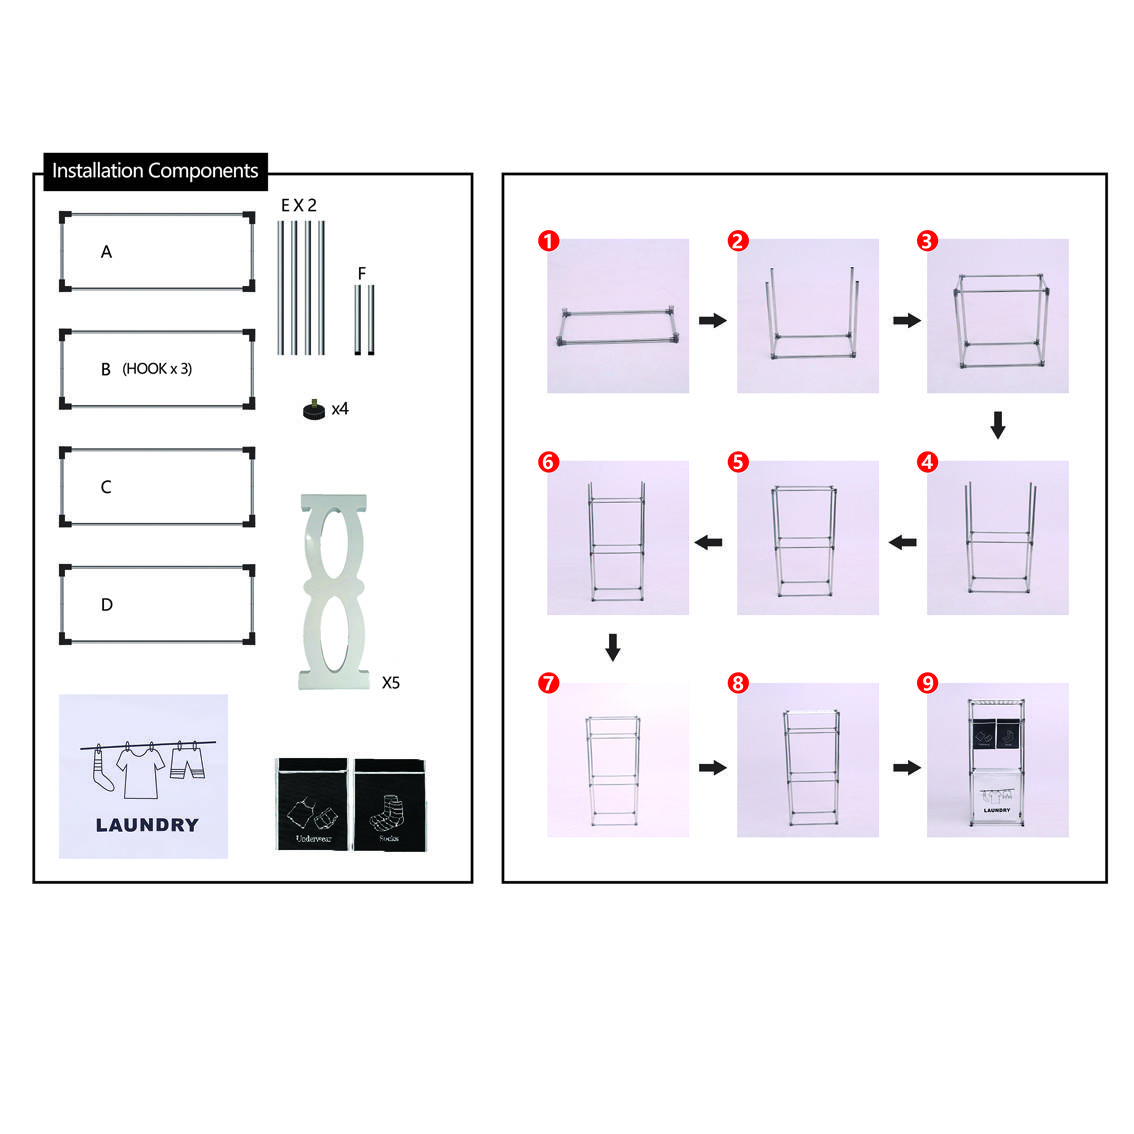 Installation Components
A
E X 2
F
B (HOOK x 3)
x4
C
D
X5
LAUNDRY
Underwear
Socks
1
2
3
6
5
4
7
8
9
LAUNDRY